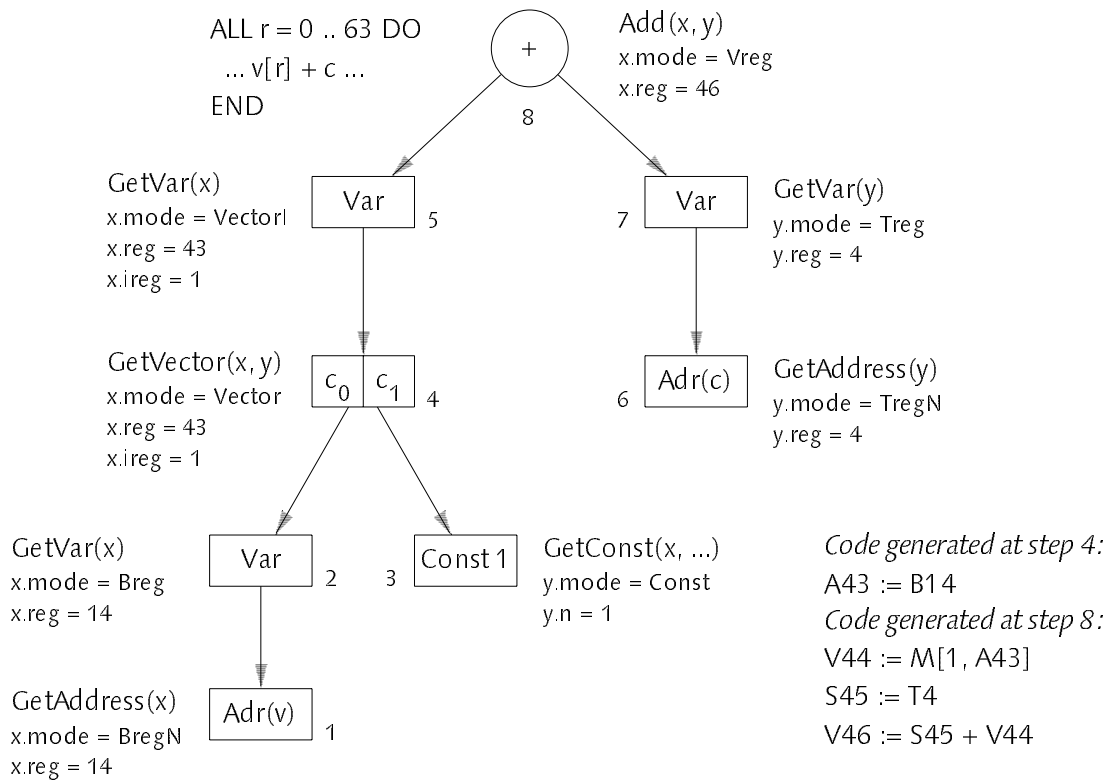 ALL r = 0 .. 63 DO
... v[r] + c ...
END
+
8
Add (x, y)
x.mode = Vreg
x.reg = 46
GetVar(x)
x.mode = VectorI
x.reg = 43
x.ireg = 1
Var
5
7
Var
GetVar(y)
y.mode = Treg
y.reg = 4
GetVector(x, y)
x.mode = Vector
x.reg = 43
x.ireg = 1
c0 c1
4
6
Adr(c)
GetAddress(y)
y.mode = TregN
y.reg = 4
GetVar(x)
x.mode = Breg
x.reg = 14
Var
2
3
Const 1
GetConst(x, ...)
y.mode = Const
y.n = 1
GetAddress(x)
x.mode = BregN
x.reg = 14
Adr(v)
1
Code generated at step 4:
A43 := B14
Code generated at step 8:
V44 := M[1, A43]
S45 := T4
V46 := S45 + V44